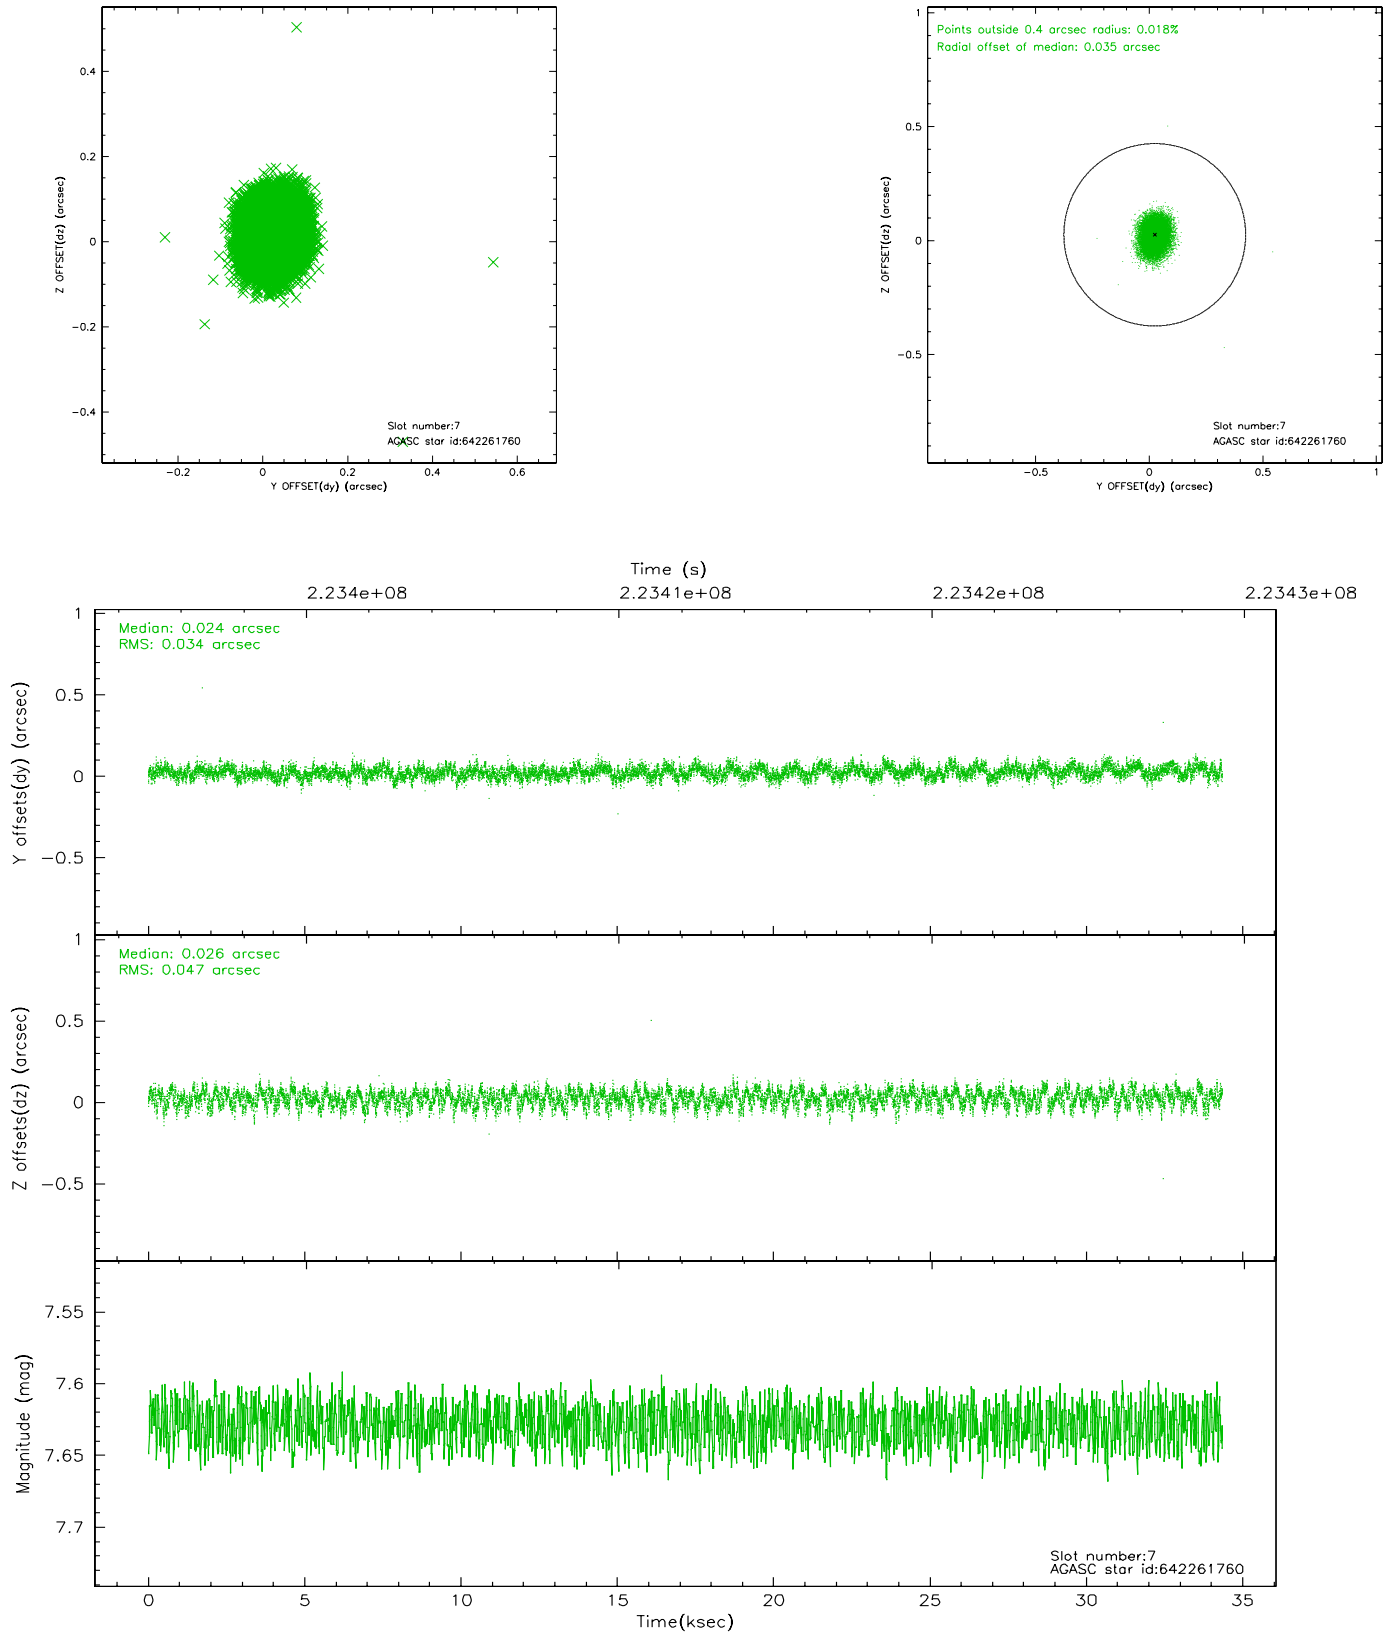 0.4
0.2
0
-0.2
-0.4
Z OFFSET(dz) (arcsec)
Slot number:7
AGASC star id:642261760
-0.2 0 0.2 0.4 0.6
Y OFFSET(dy) (arcsec)
Points outside 0.4 arcsec radius: 0.018%
Radial offset of median: 0.035 arcsec
1
0.5
0
-0.5
Z OFFSET(dz) (arcsec)
Slot number:7
AGASC star id:642261760
-0.5 0 0.5 1
Y OFFSET(dy) (arcsec)
Time (s)
2.234e+08 2.2341e+08 2.2342e+08 2.2343e+08
Median: 0.024 arcsec
RMS: 0.034 arcsec
1
0.5
0
-0.5
Y offsets(dy) (arcsec)
Median: 0.026 arcsec
RMS: 0.047 arcsec
1
0.5
0
-0.5
Z offsets(dz) (arcsec)
7.55
7.6
7.65
7.7
Magnitude (mag)
Slot number:7
AGASC star id:642261760
0 5 10 15 20 25 30 35
Time(ksec)